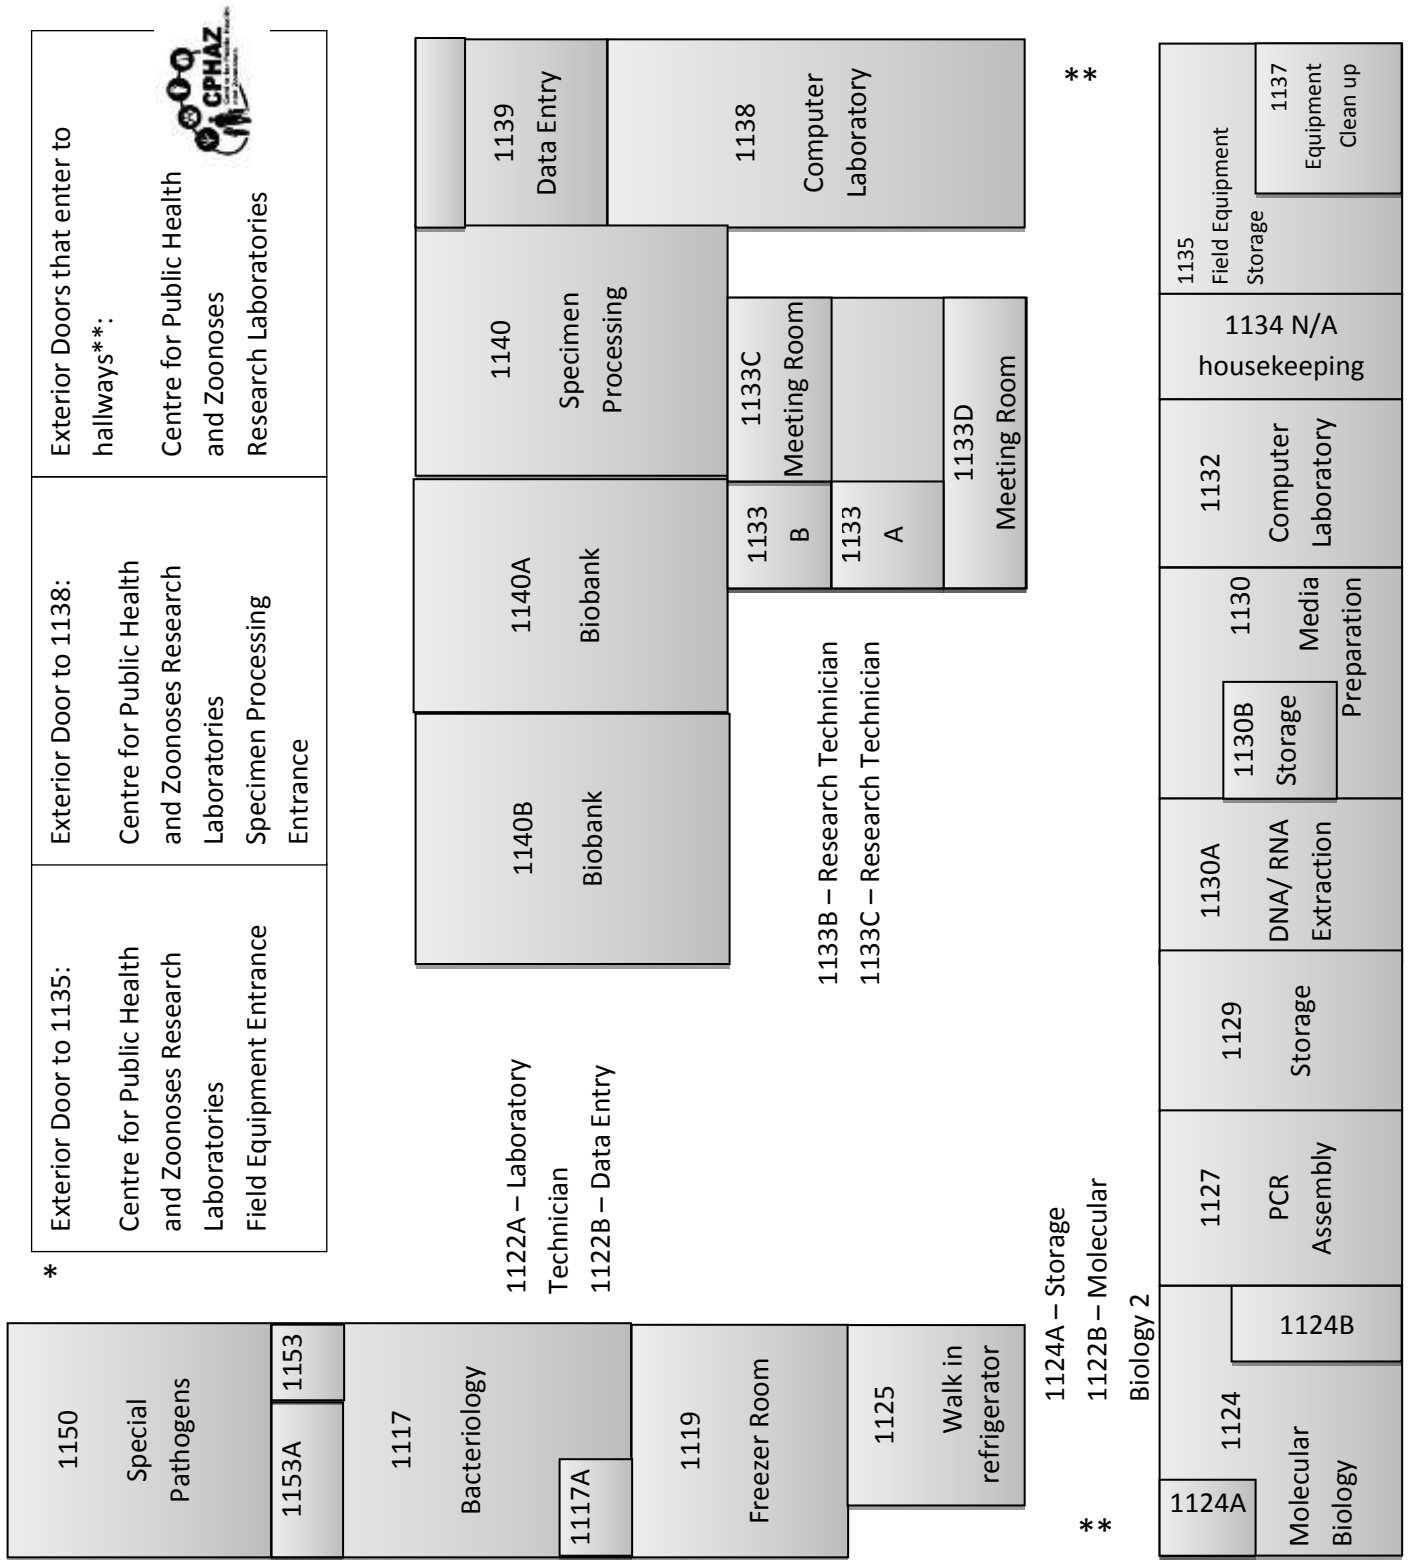 *
Exterior Door to 1135:
Centre for Public Health
and Zoonoses Research
Laboratories
Field Equipment Entrance
Exterior Door to 1138:
Centre for Public Health
and Zoonoses Research
Laboratories
Specimen Processing
Entrance
Exterior Doors that enter to
hallways**:
Centre for Public Health
and Zoonoses
Research Laboratories
CPHAZ
1150
Special
Pathogens
1153A
1153
1117
Bacteriology
1117A
1119
Freezer Room
1125
Walk in
refrigerator
1122A – Laboratory
Technician
1122B – Data Entry
1140B
Biobank
1140A
Biobank
1140
Specimen
Processing
1139
Data Entry
1138
Computer
Laboratory
1133B – Research Technician
1133C – Research Technician
1133
B
1133C
Meeting Room
1133
A
1133D
Meeting Room
1124A – Storage
1122B – Molecular
Biology 2
**
**
1124A
1124
Molecular
Biology
1124B
1127
PCR
Assembly
1129
Storage
1130A
DNA/ RNA
Extraction
1130B
Storage
1130
Media
Preparation
1132
Computer
Laboratory
1134 N/A
housekeeping
1135
Field Equipment
Storage
1137
Equipment
Clean up